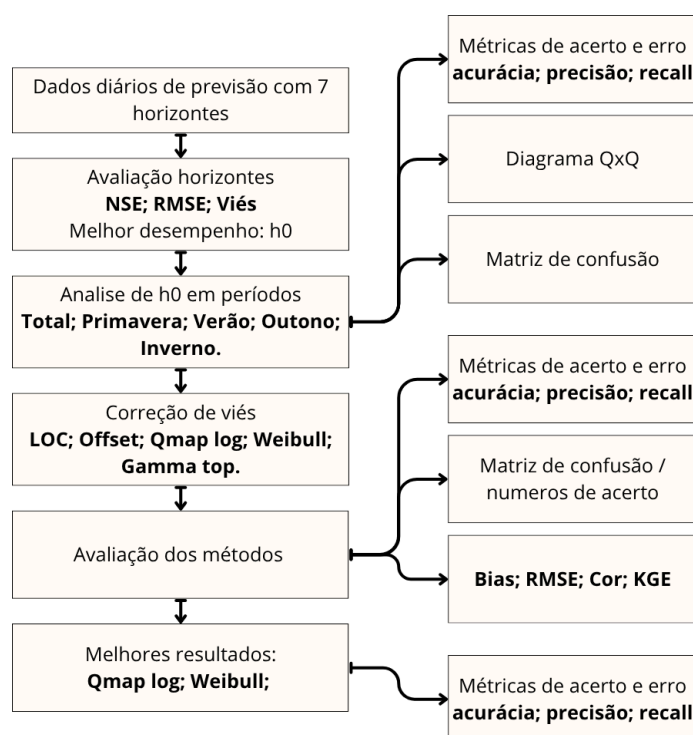 Dados diários de previsão com 7
horizontes
Avaliação horizontes
NSE; RMSE; Viés
Melhor desempenho: h0
Analise de h0 em períodos
Total; Primavera; Verão; Outono;
Inverno.
Correção de viés
LOC; Offset; Qmap log; Weibull;
Gamma top.
Avaliação dos métodos
Melhores resultados:
Qmap log; Weibull;
Métricas de acerto e erro
acurácia; precisão; recall
Diagrama QxQ
Matriz de confusão
Métricas de acerto e erro
acurácia; precisão; recall
Matriz de confusão /
numeros de acerto
Bias; RMSE; Cor; KGE
Métricas de acerto e erro
acurácia; precisão; recall